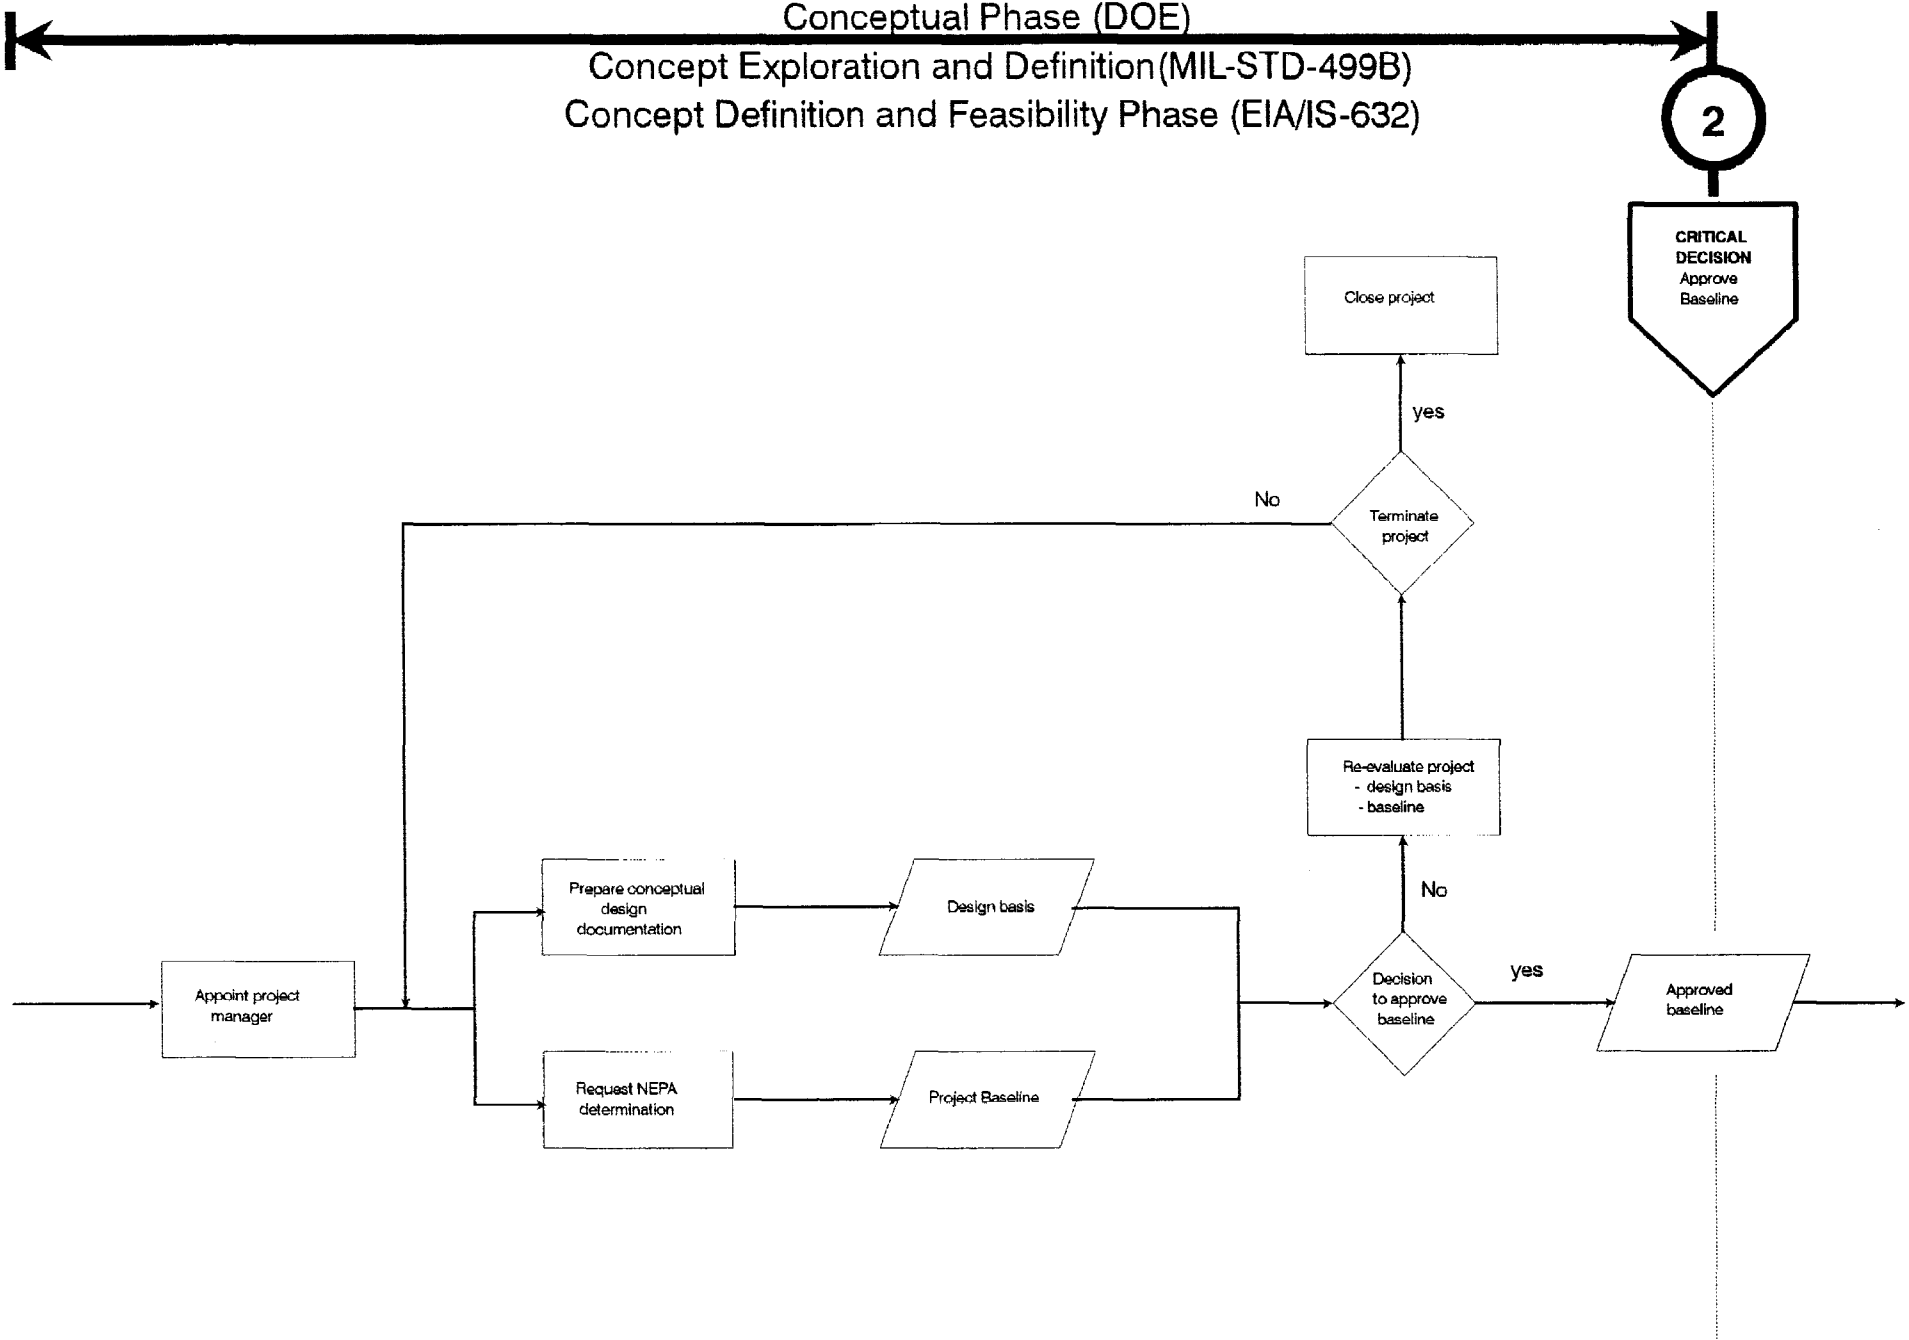 Conceptual Phase (DOE)
Concept Exploration and Definition(MIL-STD-499B)
Concept Definition and Feasibility Phase (EIA/IS-632)
2
CRITICAL
DECISION
Approve
Baseline
Close project
yes
No
Terminate
project
Re-evaluate project
- design basis
- baseline
No
Prepare conceptual
design
documentation
Design basis
Appoint project
manager
Decision
to approve
baseline
yes
Approved
baseline
Request NEPA
determination
Project Baseline